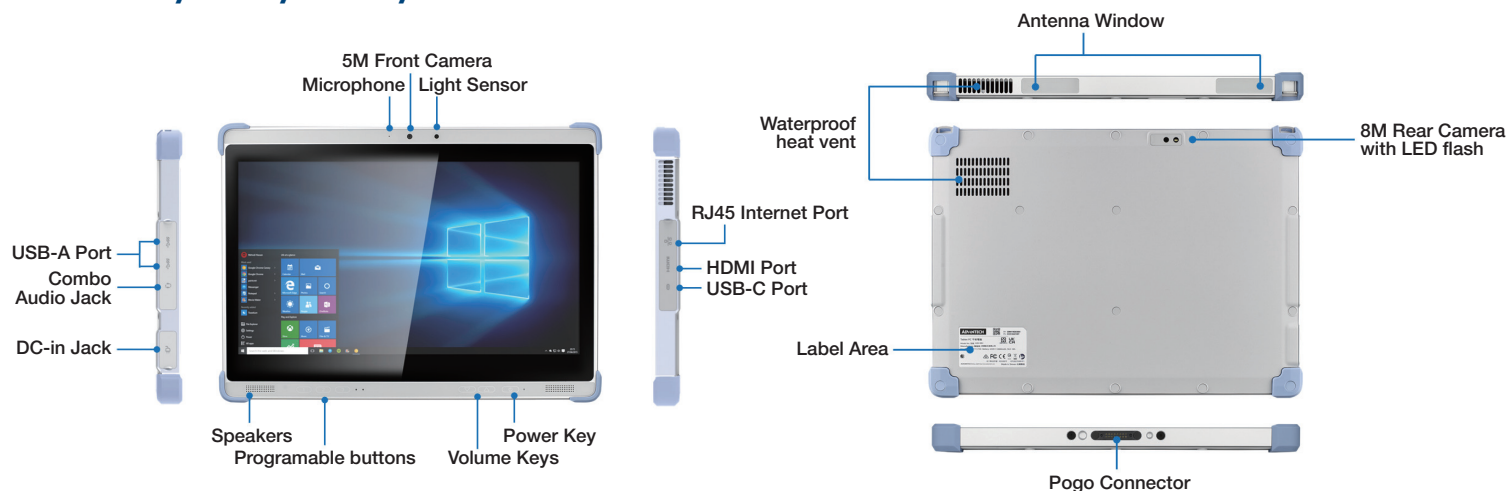 5M Front Camera
Microphone
Light Sensor
USB-A Port
Combo
Audio Jack
DC-in Jack
RJ45 Internet Port
HDMI Port
USB-C Port
Speakers
Programable buttons
Volume Keys
Power Key
Antenna Window
Waterproof
heat vent
8M Rear Camera
with LED flash
Label Area
ADVANTECH
Pogo Connector